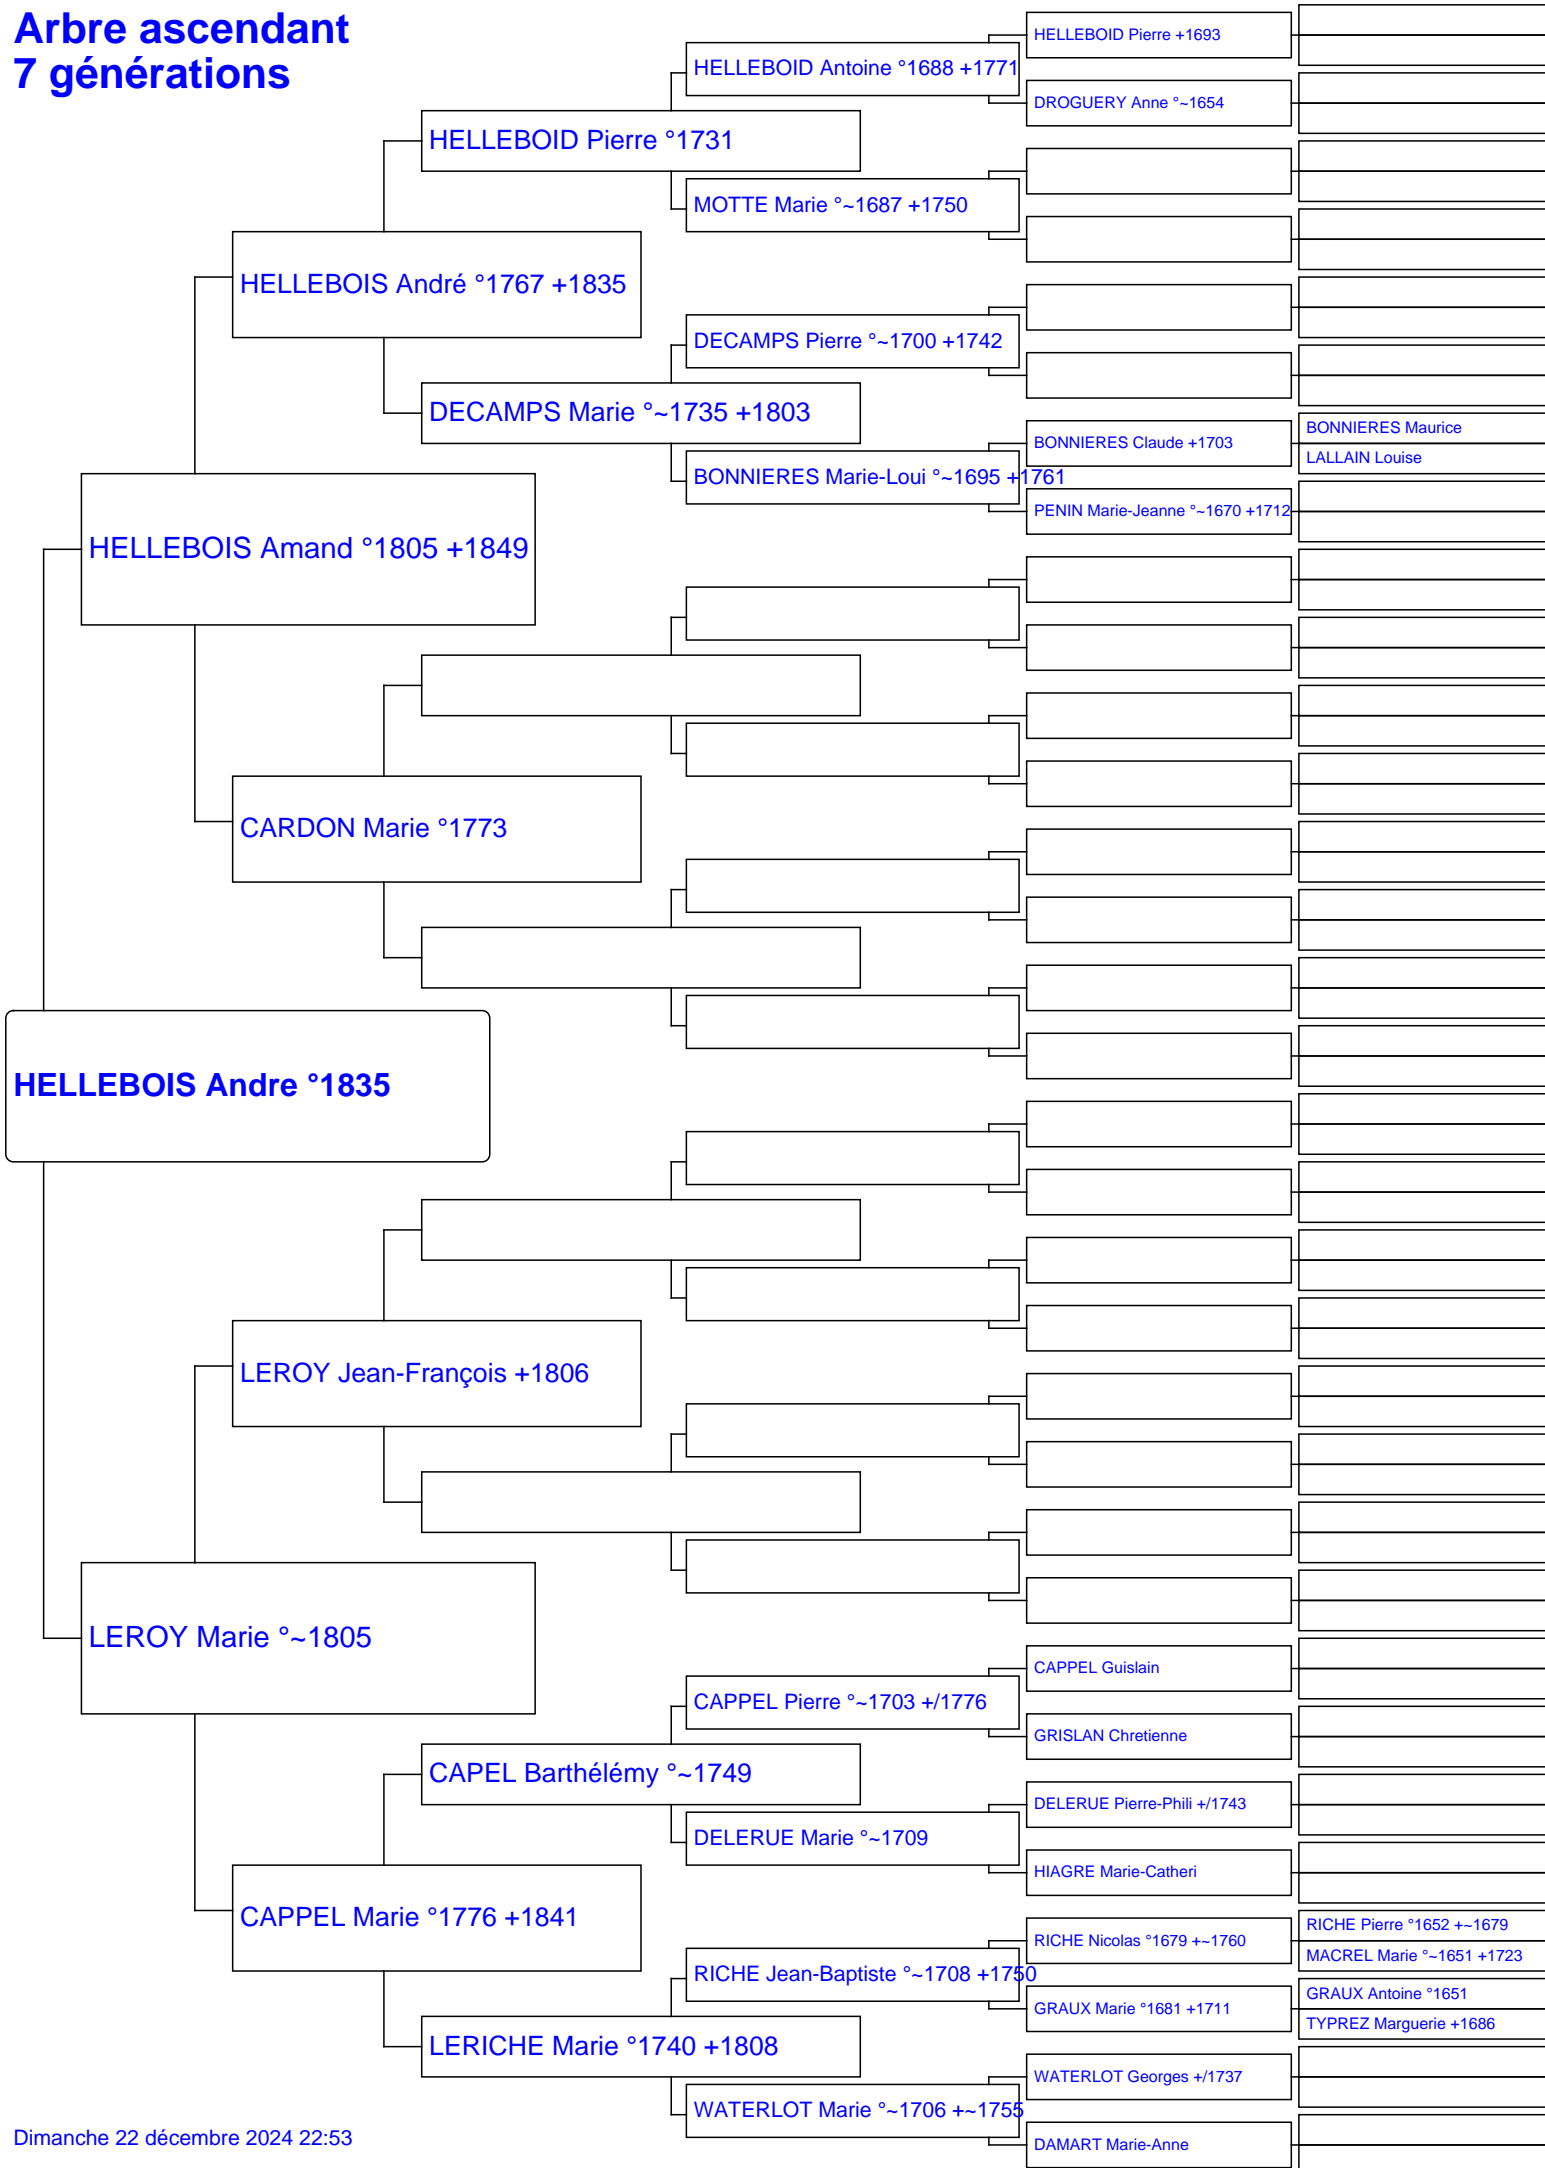 Arbre ascendant
7 générations
HELLEBOID Pierre +1693
HELLEBOID Antoine °1688 +1771
DROGUERY Anne °~1654
HELLEBOID Pierre °1731
MOTTE Marie °~1687 +1750
HELLEBOIS André °1767 +1835
DECAMPS Pierre °~1700 +1742
DECAMPS Marie °~1735 +1803
BONNIERES Maurice
BONNIERES Claude +1703
LALLAIN Louise
BONNIERES Marie-Loui °~1695 +1761
PENIN Marie-Jeanne °~1670 +1712
HELLEBOIS Amand °1805 +1849
CARDON Marie °1773
HELLEBOIS Andre °1835
LEROY Jean-François +1806
LEROY Marie °~1805
CAPPEL Guislain
CAPPEL Pierre °~1703 +/1776
GRISLAN Chretienne
CAPEL Barthélémy °~1749
DELERUE Pierre-Phili +/1743
DELERUE Marie °~1709
HIAGRE Marie-Catheri
CAPPEL Marie °1776 +1841
RICHE Pierre °1652 +~1679
RICHE Nicolas °1679 +~1760
MACREL Marie °~1651 +1723
RICHE Jean-Baptiste °~1708 +1750
GRAUX Antoine °1651
GRAUX Marie °1681 +1711
TYPREZ Marguerie +1686
LERICHE Marie °1740 +1808
WATERLOT Georges +/1737
WATERLOT Marie °~1706 +~1755
DAMART Marie-Anne
Dimanche 22 décembre 2024 22:53